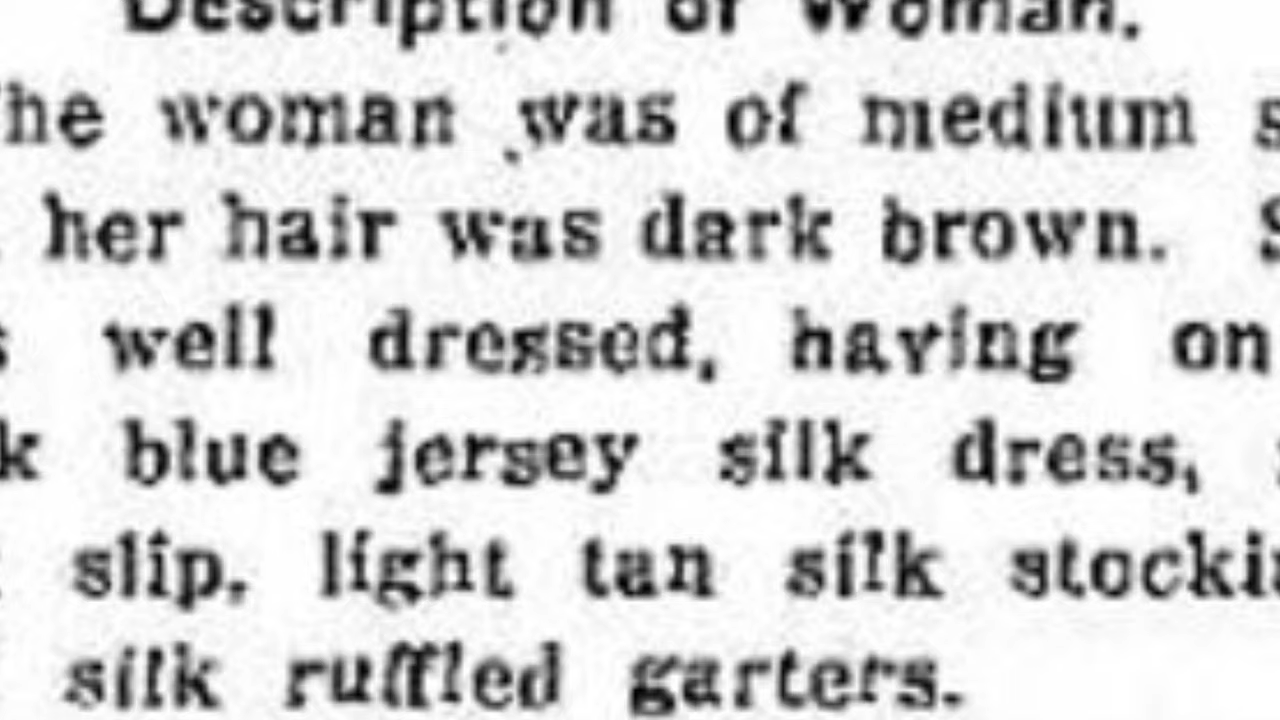 Description of Woman.
he woman was of medium s
her hair was dark brown. S
s well dressed, having on
k blue jersey silk dress,
slip, light tan silk stocki
silk ruffled garters.